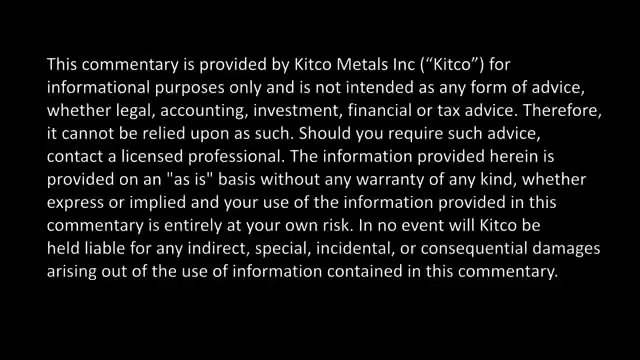 This commentary is provided by Kitco Metals Inc (“Kitco”) for
informational purposes only and is not intended as any form of advice,
whether legal, accounting, investment, financial or tax advice. Therefore,
it cannot be relied upon as such. Should you require such advice,
contact a licensed professional. The information provided herein is
provided on an "as is" basis without any warranty of any kind, whether
express or implied and your use of the information provided in this
commentary is entirely at your own risk. In no event will Kitco be
held liable for any indirect, special, incidental, or consequential damages
arising out of the use of information contained in this commentary.